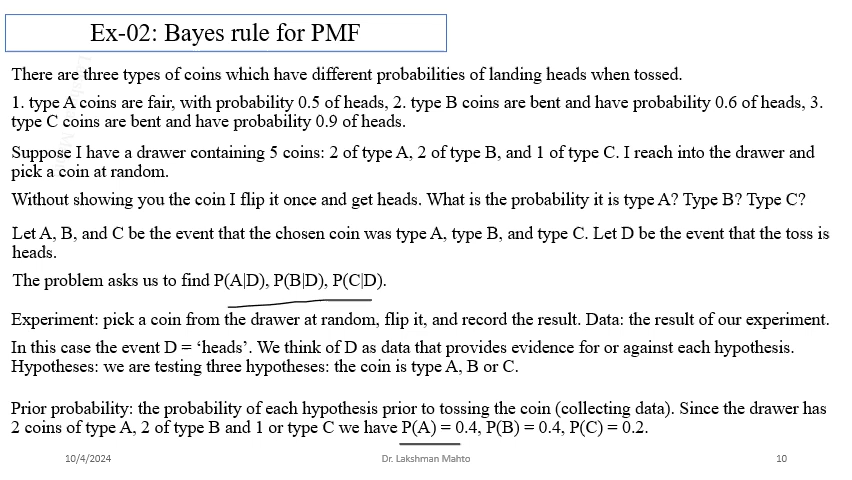 Ex-02: Bayes rule for PMF
There are three types of coins which have different probabilities of landing heads when tossed.
1. type A coins are fair, with probability 0.5 of heads, 2. type B coins are bent and have probability 0.6 of heads, 3.
type C coins are bent and have probability 0.9 of heads.
Suppose I have a drawer containing 5 coins: 2 of type A, 2 of type B, and 1 of type C. I reach into the drawer and
pick a coin at random.
Without showing you the coin I flip it once and get heads. What is the probability it is type A? Type B? Type C?
Let A, B, and C be the event that the chosen coin was type A, type B, and type C. Let D be the event that the toss is
heads.
The problem asks us to find P(A|D), P(B|D), P(C|D).
Experiment: pick a coin from the drawer at random, flip it, and record the result. Data: the result of our experiment.
In this case the event D = ‘heads’. We think of D as data that provides evidence for or against each hypothesis.
Hypotheses: we are testing three hypotheses: the coin is type A, B or C.
Prior probability: the probability of each hypothesis prior to tossing the coin (collecting data). Since the drawer has
2 coins of type A, 2 of type B and 1 or type C we have P(A) = 0.4, P(B) = 0.4, P(C) = 0.2.
10/4/2024 Dr. Lakshman Mahto 10